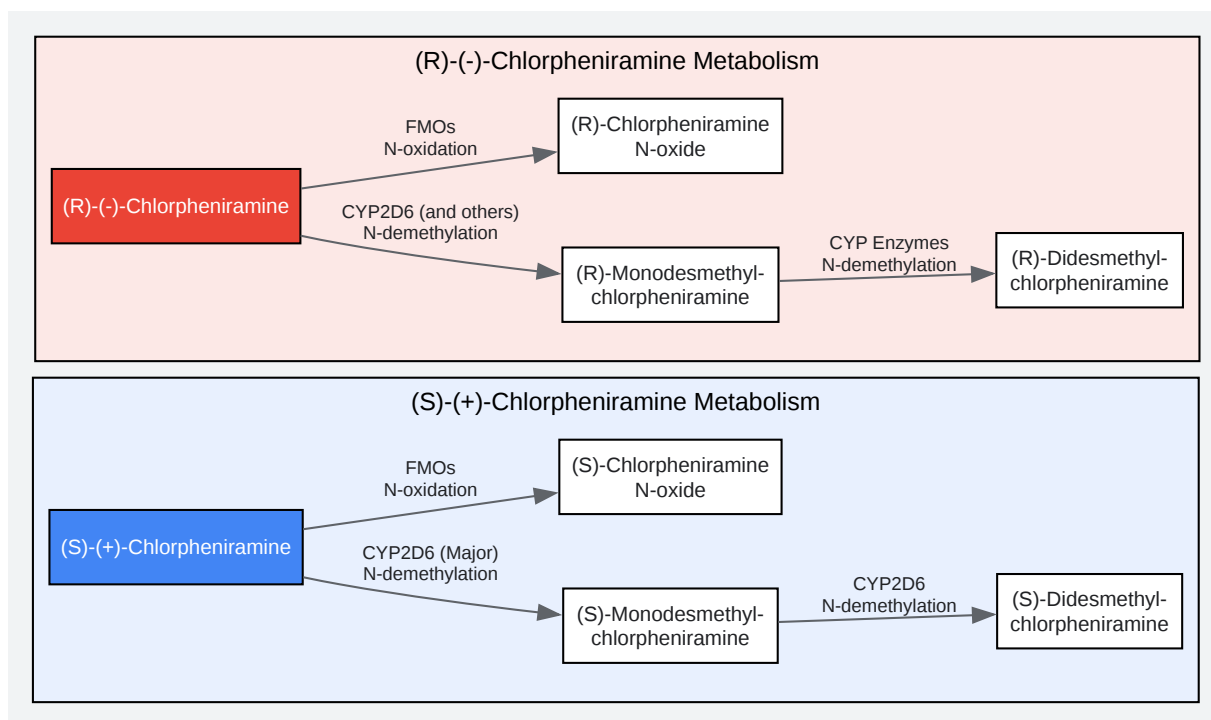 (R)-(-)-Chlorpheniramine Metabolism
FMOs
N-oxidation
(R)-Chlorpheniramine
N-oxide
(R)-(-)-Chlorpheniramine
CYP2D6 (and others)
N-demethylation
(R)-Monodesmethyl-
chlorpheniramine
CYP Enzymes
N-demethylation
(R)-Didesmethyl-
chlorpheniramine
(S)-(+)-Chlorpheniramine Metabolism
FMOs
N-oxidation
(S)-Chlorpheniramine
N-oxide
(S)-(+)-Chlorpheniramine
CYP2D6 (Major)
N-demethylation
(S)-Monodesmethyl-
chlorpheniramine
CYP2D6
N-demethylation
(S)-Didesmethyl-
chlorpheniramine